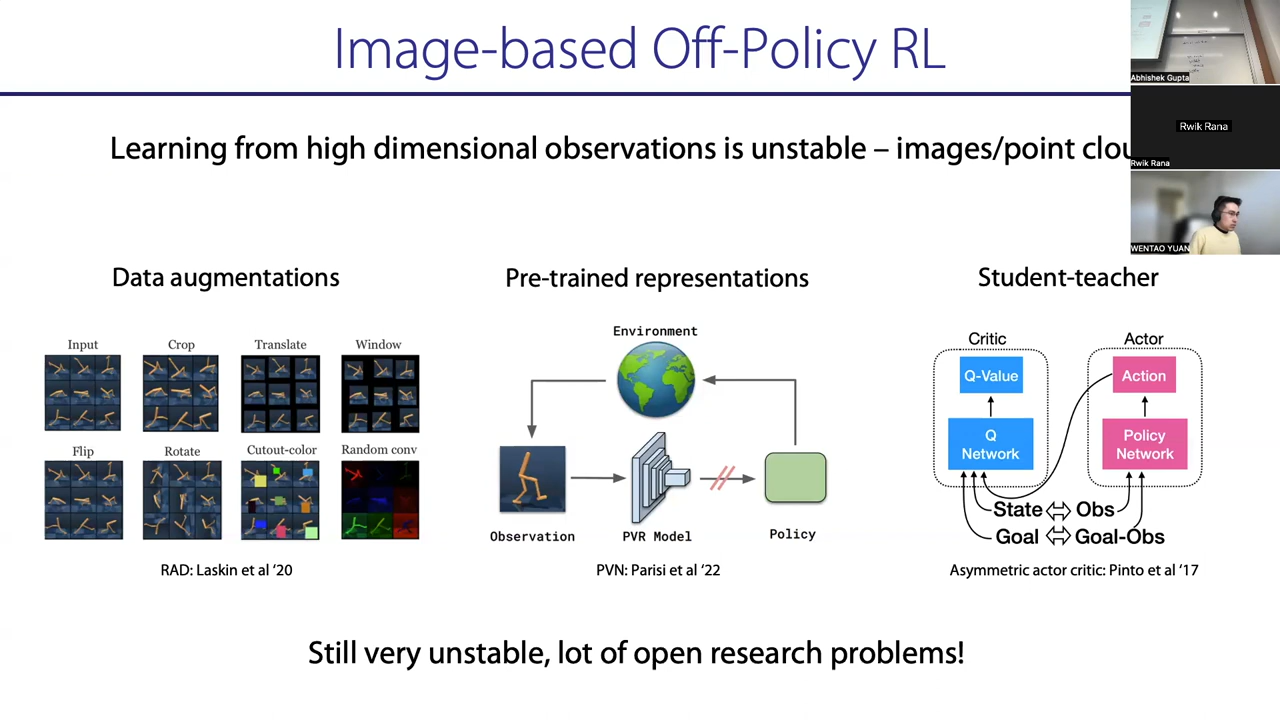 Image-based Off-Policy RL
Learning from high dimensional observations is unstable – images/point clou
Abhishek Gupta
Rwik Rana
Rwik Rana
WENTAO YUAN
Data augmentations
Pre-trained representations
Student-teacher
Input
Crop
Translate
Window
Flip
Rotate
Cutout-color
Random conv
RAD: Laskin et al ‘20
Environment
Observation
PVR Model
Policy
PVN: Parisi et al ‘22
Critic
Actor
Q-Value
Action
Q
Network
Policy
Network
State
Obs
Goal
Goal-Obs
Asymmetric actor critic: Pinto et al ‘17
Still very unstable, lot of open research problems!